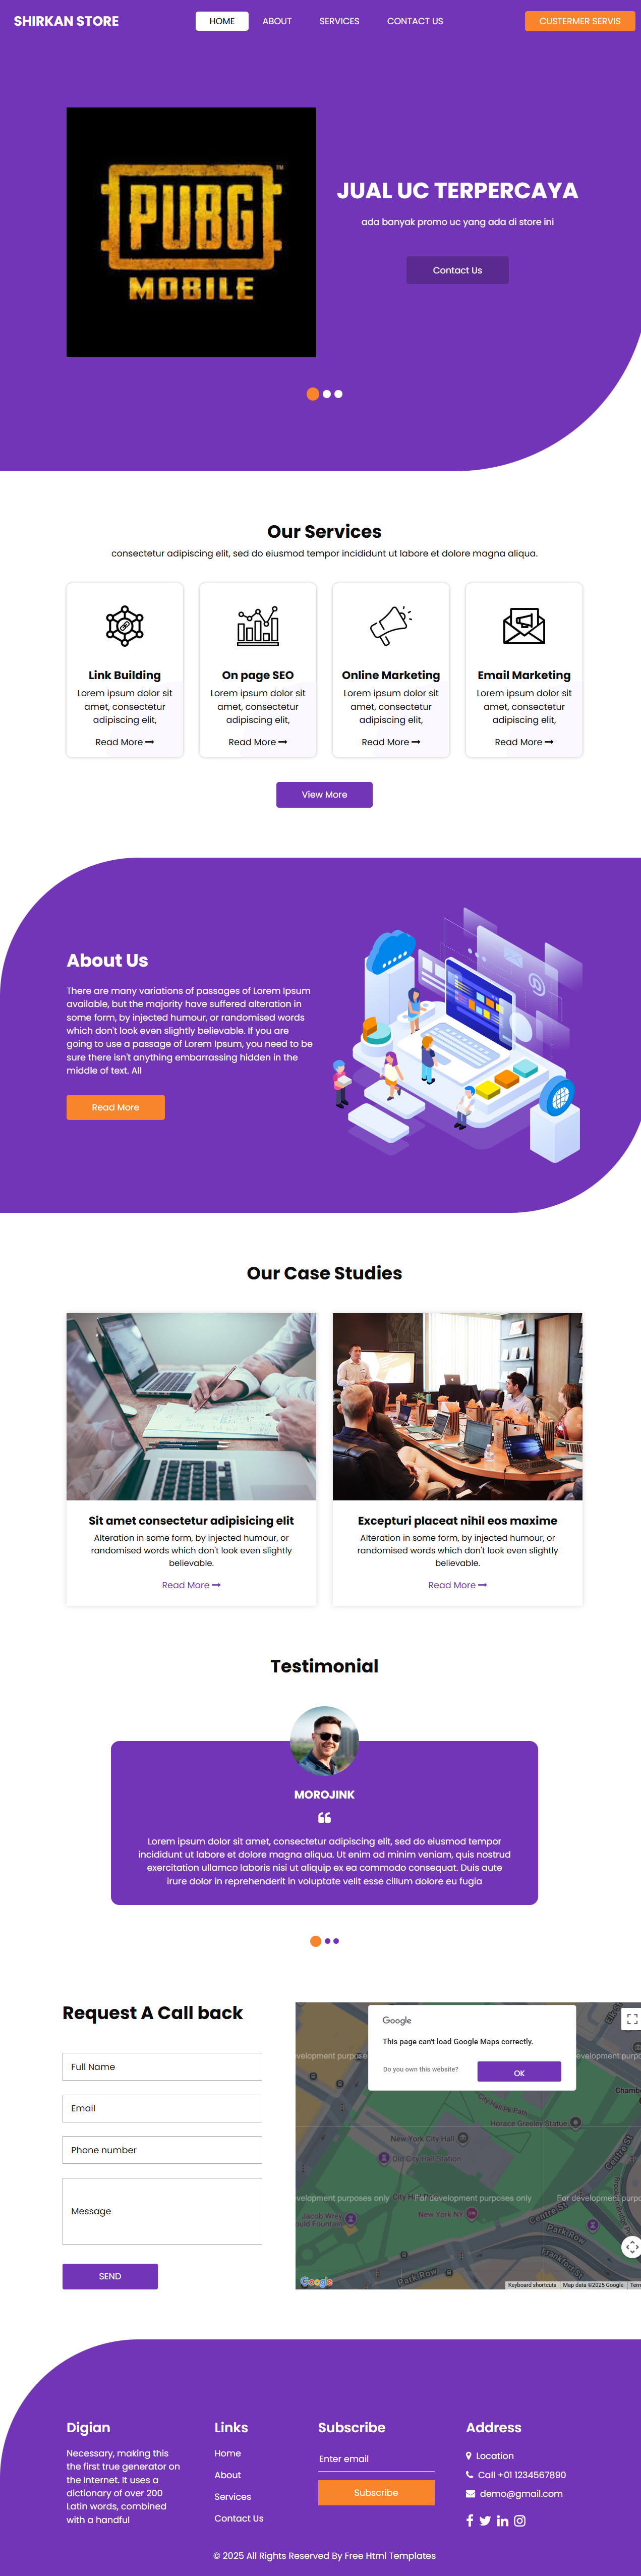 SHIRKAN STORE
HOME
ABOUT
SERVICES
CONTACT US
CUSTERMER SERVIS
PUBG
MOBILE
JUAL UC TERPERCAYA
ada banyak promo uc yang ada di store ini
Contact Us
Our Services
consectetur adipiscing elit, sed do eiusmod tempor incididunt ut labore et dolore magna aliqua.
Link Building
Lorem ipsum dolor sit
amet, consectetur
adipiscing elit,
Read More
On page SEO
Lorem ipsum dolor sit
amet, consectetur
adipiscing elit,
Read More
Online Marketing
Lorem ipsum dolor sit
amet, consectetur
adipiscing elit,
Read More
Email Marketing
Lorem ipsum dolor sit
amet, consectetur
adipiscing elit,
Read More
View More
About Us
There are many variations of passages of Lorem Ipsum
available, but the majority have suffered alteration in
some form, by injected humour, or randomised words
which don't look even slightly believable. If you are
going to use a passage of Lorem Ipsum, you need to be
sure there isn't anything embarrassing hidden in the
middle of text. All
Read More
Our Case Studies
Sit amet consectetur adipisicing elit
Alteration in some form, by injected humour, or
randomised words which don't look even slightly
believable.
Read More
Excepturi placeat nihil eos maxime
Alteration in some form, by injected humour, or
randomised words which don't look even slightly
believable.
Read More
Testimonial
MOROJINK
Lorem ipsum dolor sit amet, consectetur adipiscing elit, sed do eiusmod tempor
incididunt ut labore et dolore magna aliqua. Ut enim ad minim veniam, quis nostrud
exercitation ullamco laboris nisi ut aliquip ex ea commodo consequat. Duis aute
irure dolor in reprehenderit in voluptate velit esse cillum dolore eu fugia
Request A Call back
Full Name
Email
Phone number
Message
SEND
Google
This page can't load Google Maps correctly.
Do you own this website?
OK
Horace Greeley Statue
New York City Hall
Old City Hall Station
For development purposes only
New York NY
Jacob Wrey
Centre St
Park Row
Frankfort St
Park Row
Google
Keyboard shortcuts
Map data ©2025 Google
Digian
Necessary, making this
the first true generator on
the Internet. It uses a
dictionary of over 200
Latin words, combined
with a handful
Links
Home
About
Services
Contact Us
Subscribe
Enter email
Subscribe
Address
Location
Call +01 1234567890
demo@gmail.com
© 2025 All Rights Reserved By Free Html Templates